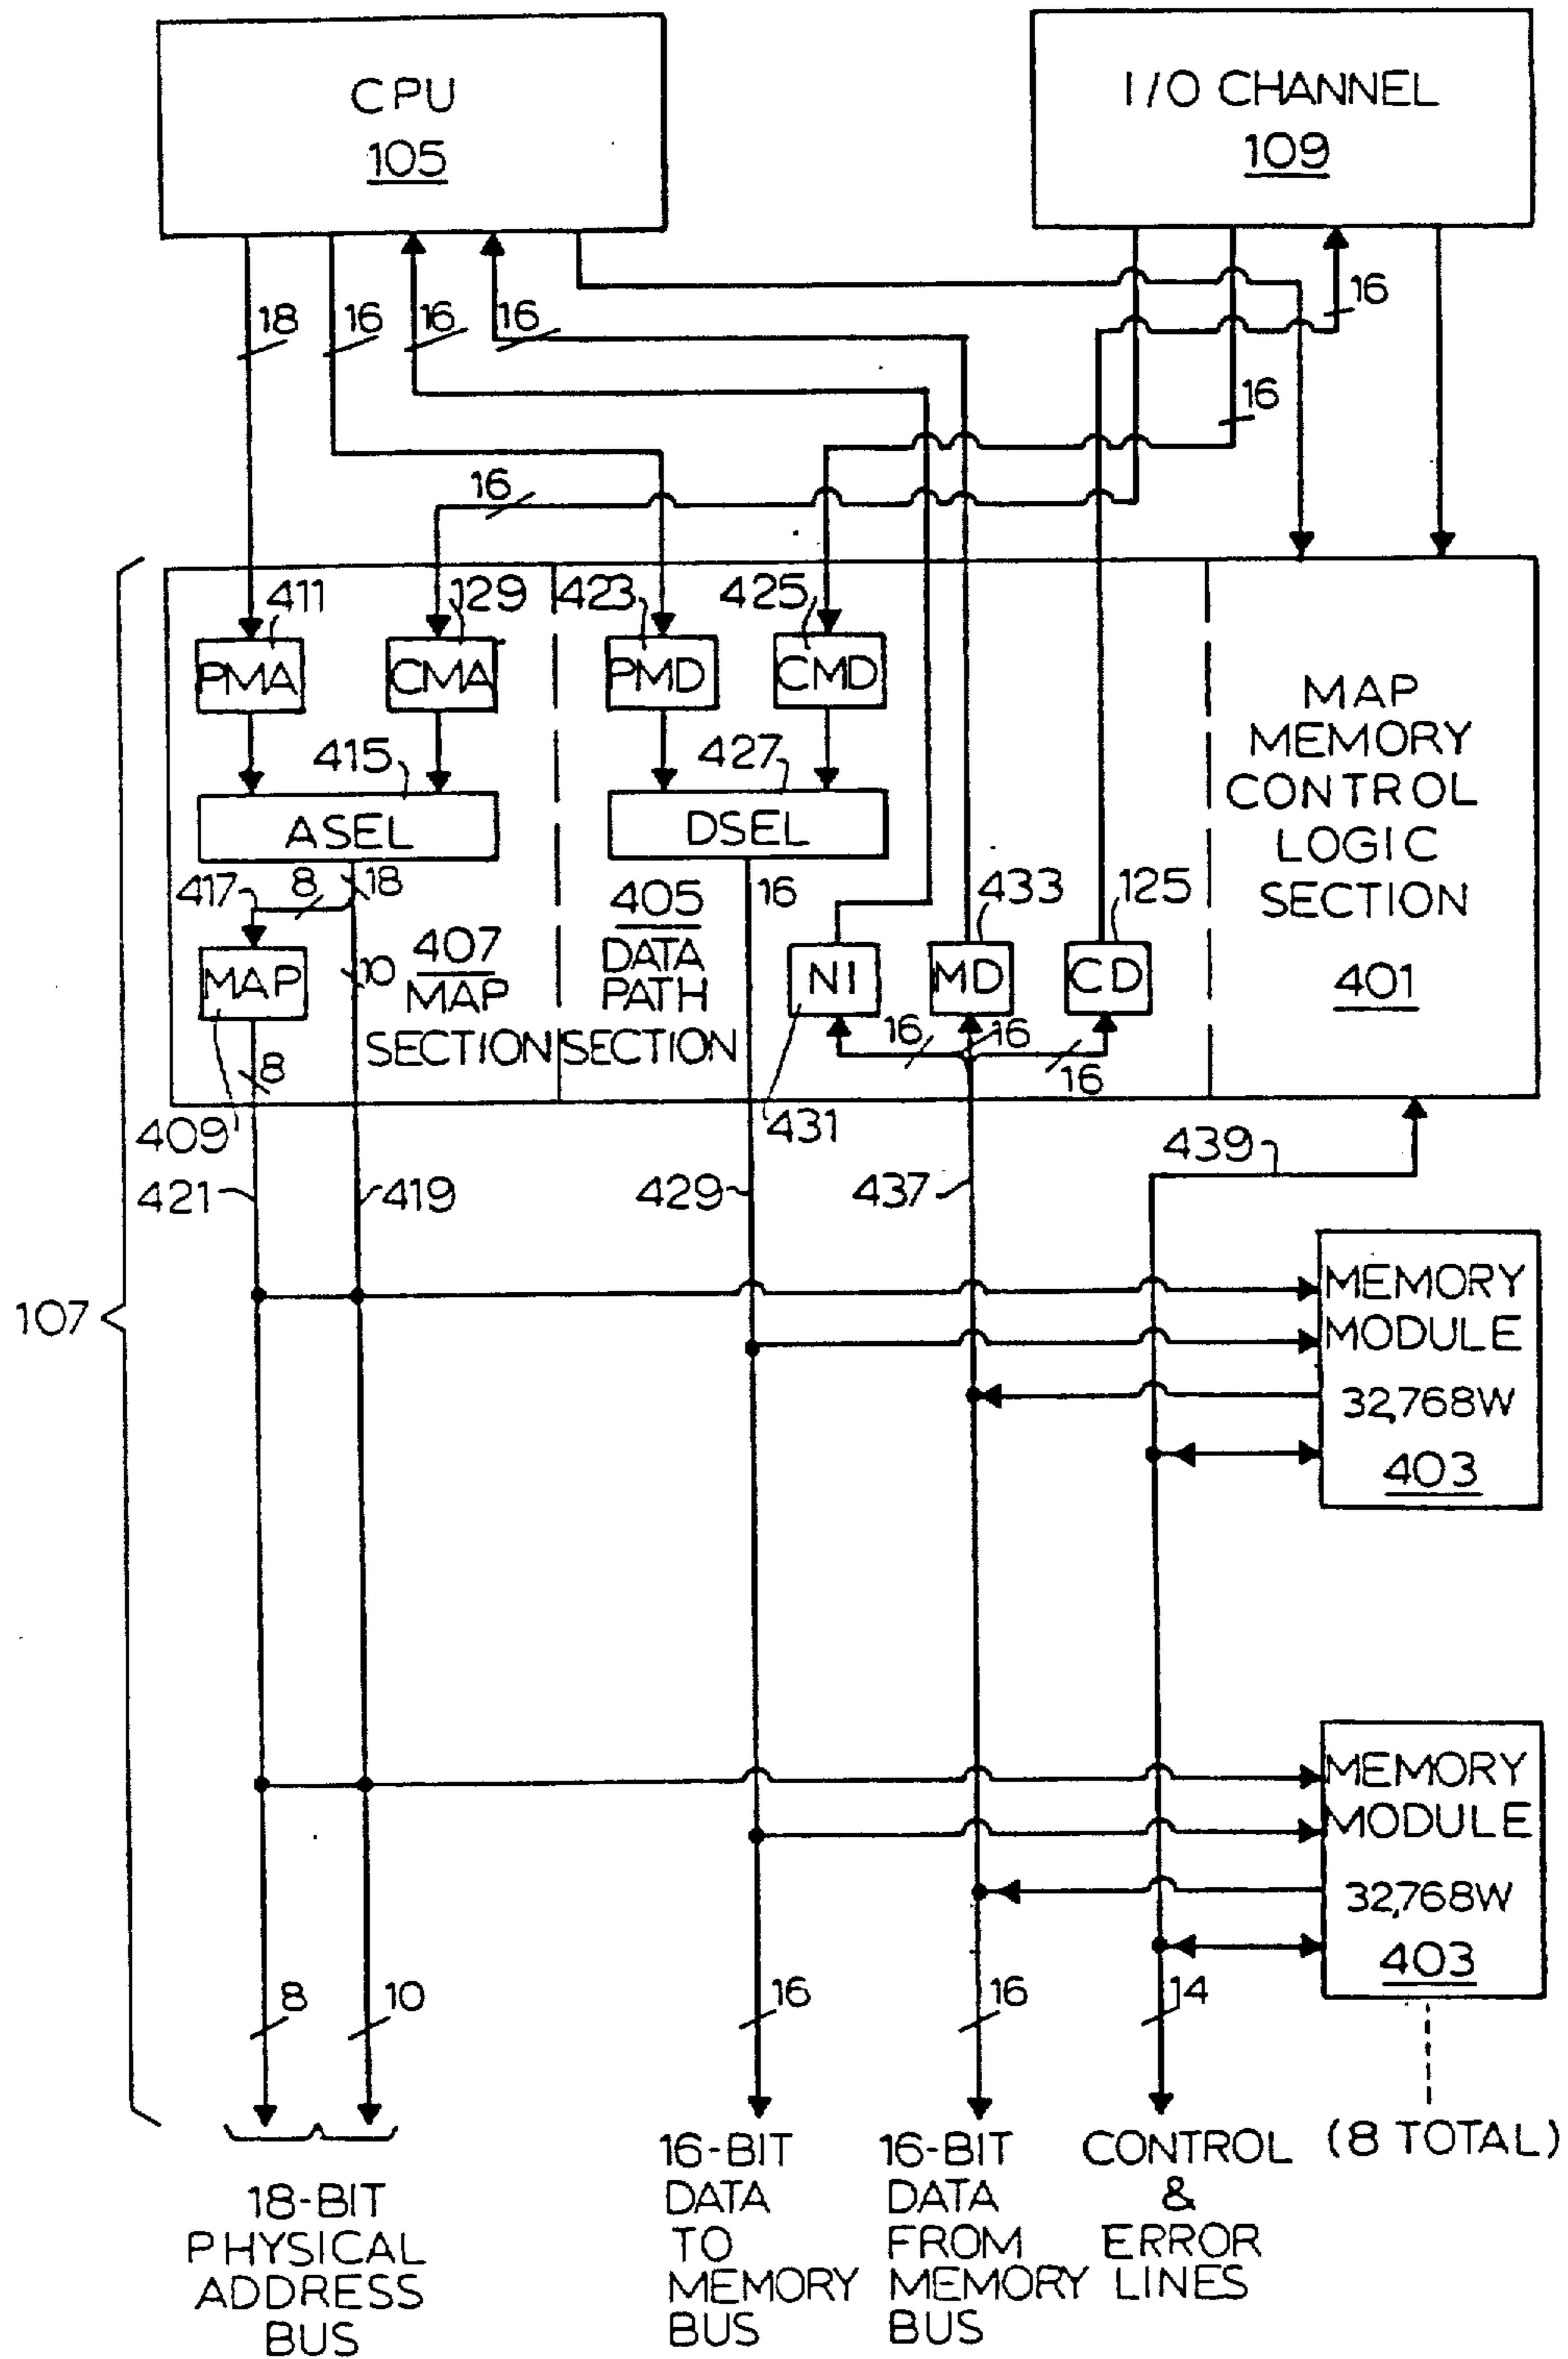 CPU
105
I/O CHANNEL
109
18
16
16
16
16
16
16
411
129
423
425
PMA
CMA
PMD
CMD
MAP
MEMORY
CONTROL
LOGIC
SECTION
401
415
427
ASEL
DSEL
417
8
18
16
433
125
405
DATA
PATH
SECTION
407
MAP
SECTION
MAP
10
NI
MD
CD
16
16
16
8
409
431
439
421
419
429
437
107
MEMORY
MODULE
32,768W
403
MEMORY
MODULE
32,768W
403
8
10
16
16
14
(8 TOTAL)
18-BIT
PHYSICAL
ADDRESS
BUS
16-BIT
DATA
TO
MEMORY
BUS
16-BIT
DATA
FROM
MEMORY
BUS
CONTROL
&
ERROR
LINES